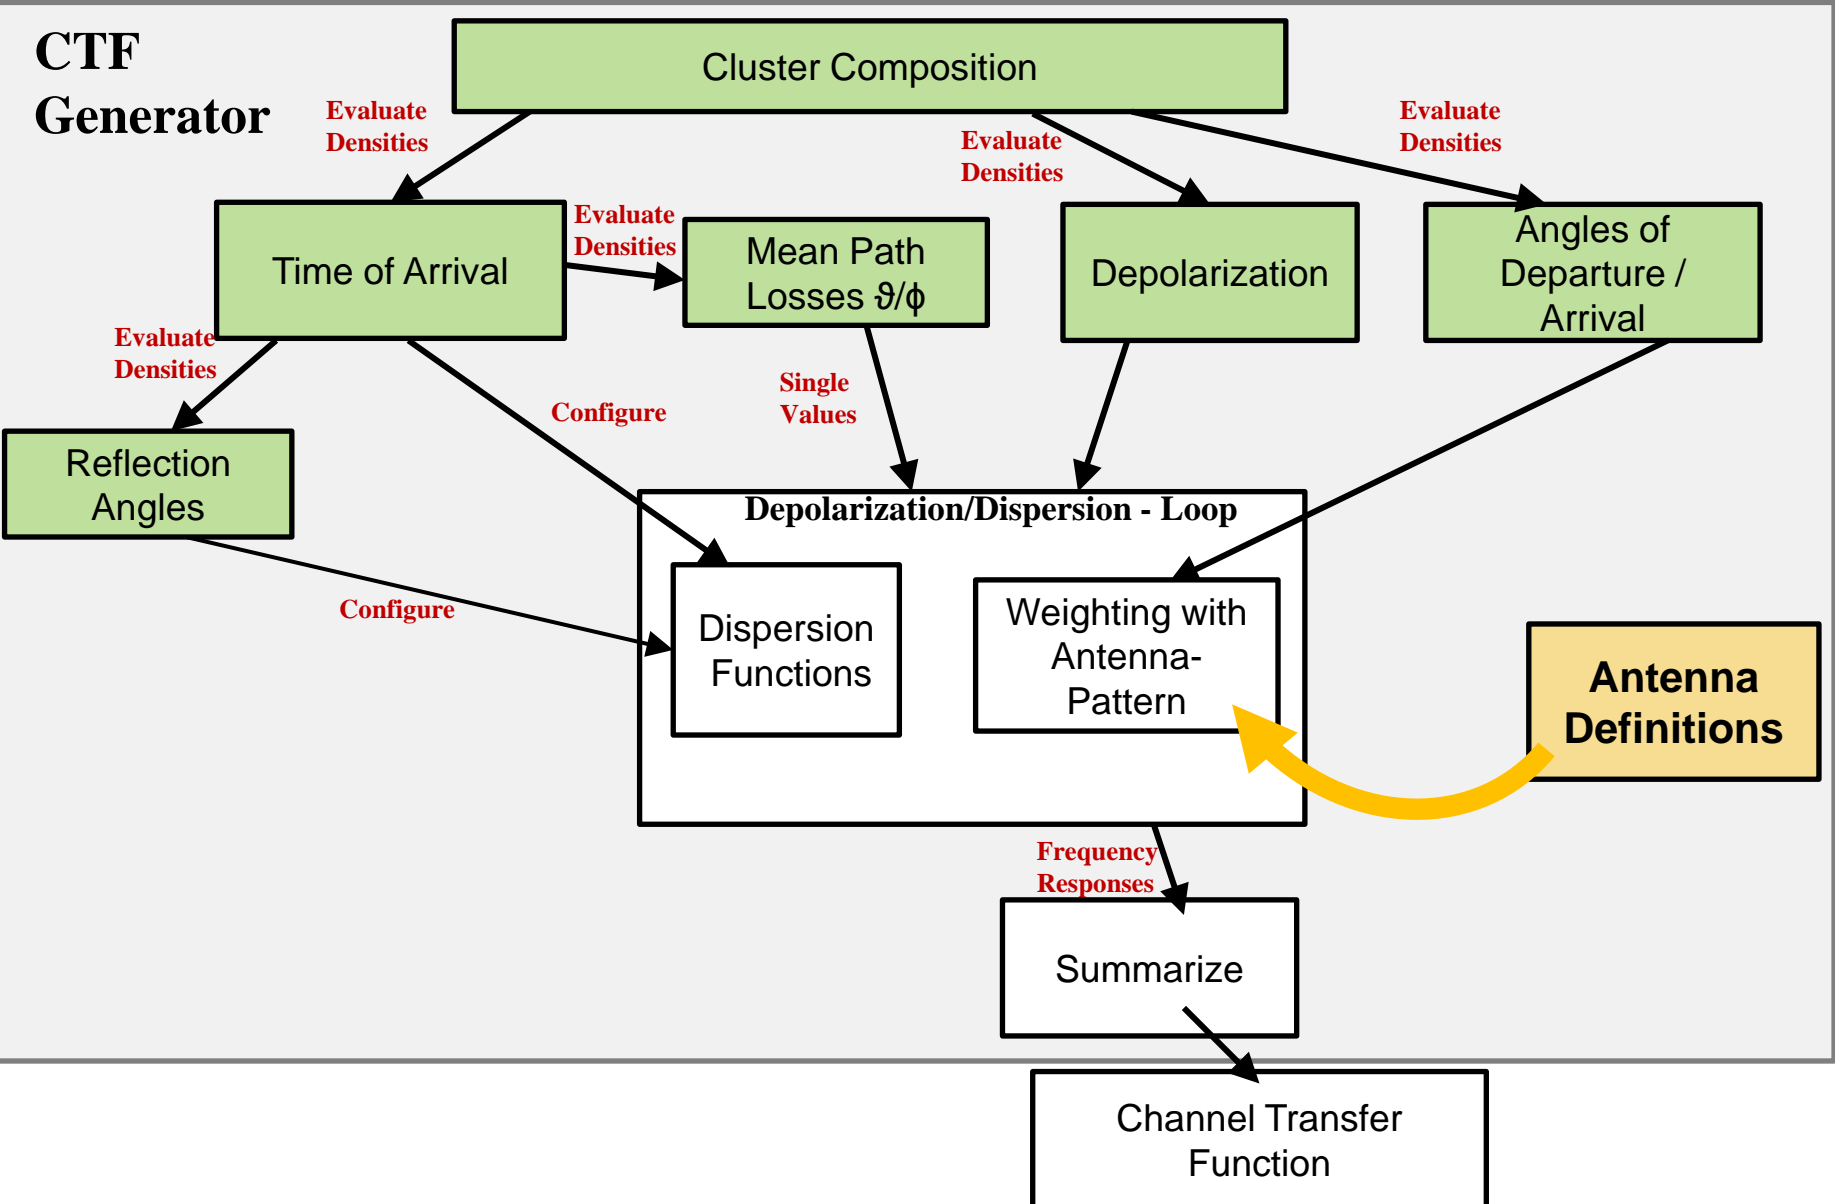 CTF
Generator
Cluster Composition
Evaluate
Densities
Evaluate
Densities
Evaluate
Densities
Time of Arrival
Evaluate
Densities
Mean Path
Losses ϑ/ϕ
Depolarization
Angles of
Departure /
Arrival
Evaluate
Densities
Single
Values
Configure
Reflection
Angles
Depolarization/Dispersion - Loop
Configure
Dispersion
Functions
Weighting with
Antenna-
Pattern
Antenna
Definitions
Frequency
Responses
Summarize
Channel Transfer
Function